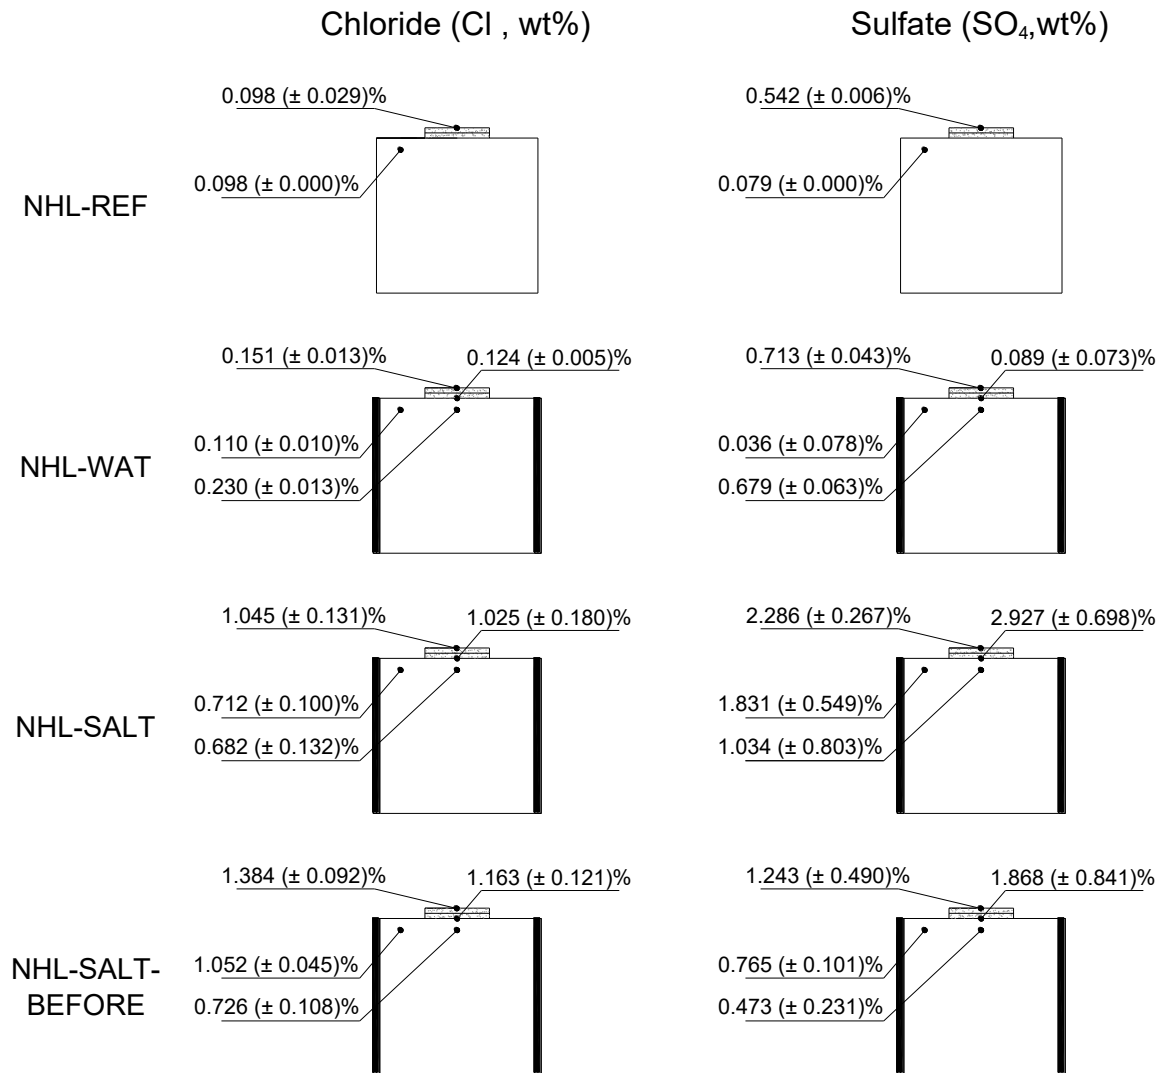 Chloride (Cl , wt%)
Sulfate (SO₄,wt%)
NHL-REF
0.098 (± 0.029)%
0.098 (± 0.000)%
0.542 (± 0.006)%
0.079 (± 0.000)%
NHL-WAT
0.151 (± 0.013)%
0.124 (± 0.005)%
0.110 (± 0.010)%
0.230 (± 0.013)%
0.713 (± 0.043)%
0.089 (± 0.073)%
0.036 (± 0.078)%
0.679 (± 0.063)%
NHL-SALT
1.045 (± 0.131)%
1.025 (± 0.180)%
0.712 (± 0.100)%
0.682 (± 0.132)%
2.286 (± 0.267)%
2.927 (± 0.698)%
1.831 (± 0.549)%
1.034 (± 0.803)%
NHL-SALT-
BEFORE
1.384 (± 0.092)%
1.163 (± 0.121)%
1.052 (± 0.045)%
0.726 (± 0.108)%
1.243 (± 0.490)%
1.868 (± 0.841)%
0.765 (± 0.101)%
0.473 (± 0.231)%